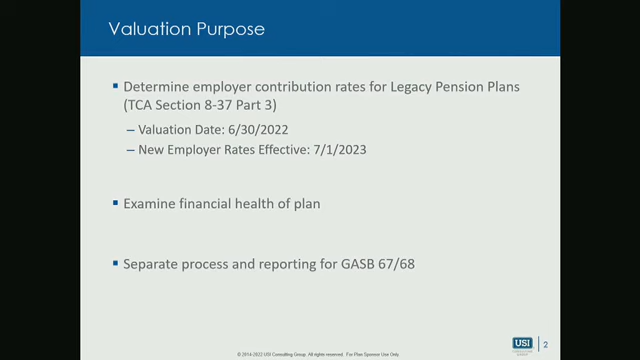 Valuation Purpose
▪ Determine employer contribution rates for Legacy Pension Plans
(TCA Section 8-37 Part 3)
– Valuation Date: 6/30/2022
– New Employer Rates Effective: 7/1/2023
▪ Examine financial health of plan
▪ Separate process and reporting for GASB 67/68
© 2014-2022 USI Consulting Group. All rights reserved. For Plan Sponsor Use Only.
USI
2